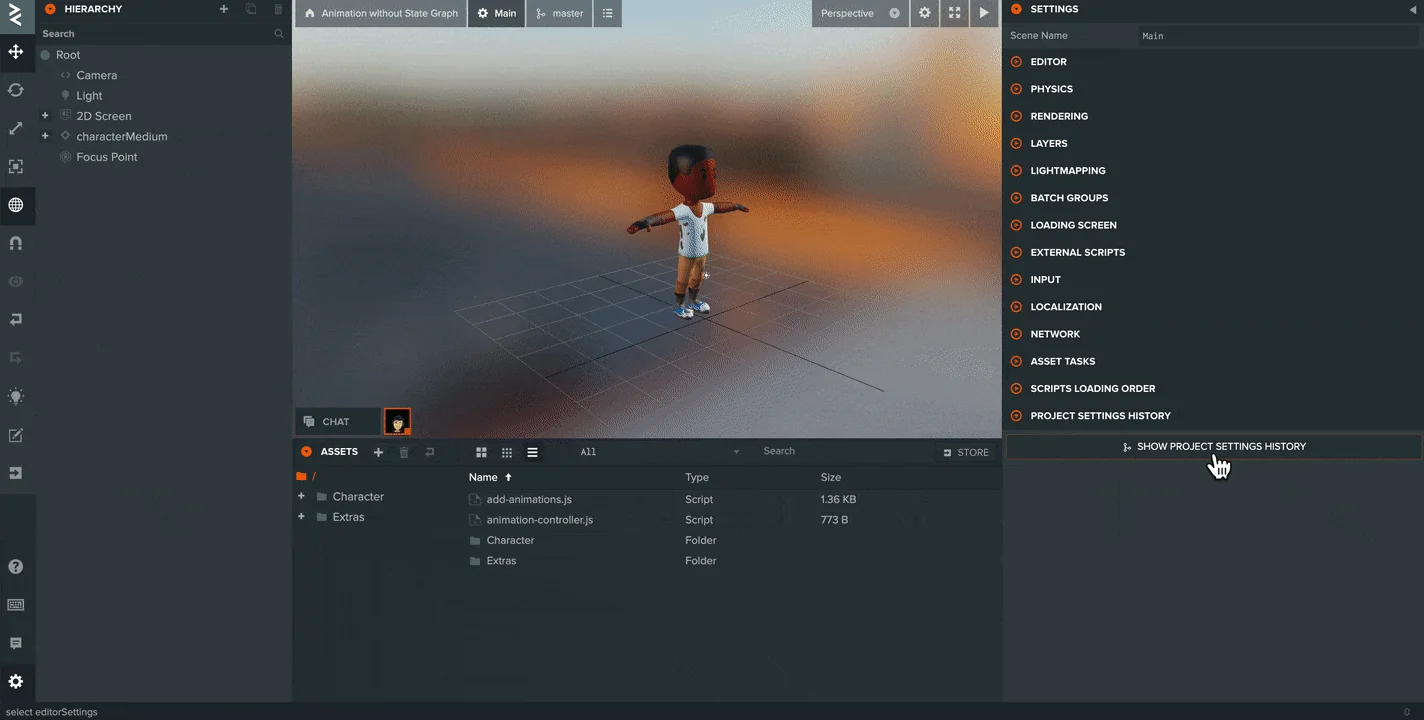 HIERARCHY
Search
Root
Camera
Light
2D Screen
characterMedium
Focus Point
Animation without State Graph
Main
master
Perspective
CHAT
ASSETS
All
Search
STORE
/
Character
Extras
Name
Type
Size
add-animations.js
Script
1.36 KB
animation-controller.js
Script
773 B
Character
Folder
Extras
Folder
SETTINGS
Scene Name
Main
EDITOR
PHYSICS
RENDERING
LAYERS
LIGHTMAPPING
BATCH GROUPS
LOADING SCREEN
EXTERNAL SCRIPTS
INPUT
LOCALIZATION
NETWORK
ASSET TASKS
SCRIPTS LOADING ORDER
PROJECT SETTINGS HISTORY
SHOW PROJECT SETTINGS HISTORY
select editorSettings
0